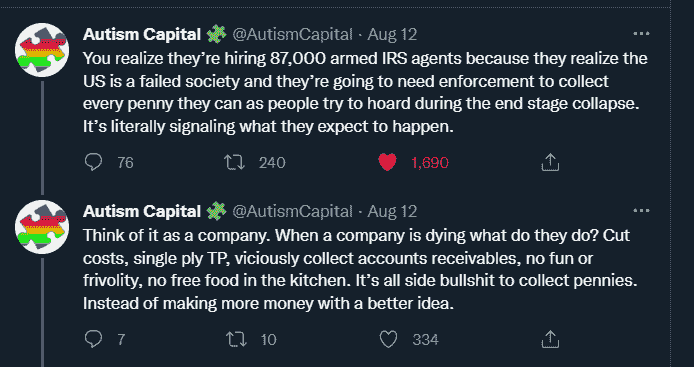 Autism Capital @AutismCapital · Aug 12
You realize they're hiring 87,000 armed IRS agents because they realize the
US is a failed society and they're going to need enforcement to collect
every penny they can as people try to hoard during the end stage collapse.
It's literally signaling what they expect to happen.
76 240 1,690
Autism Capital @AutismCapital · Aug 12
Think of it as a company. When a company is dying what do they do? Cut
costs, single ply TP, viciously collect accounts receivables, no fun or
frivolity, no free food in the kitchen. It's all side bullshit to collect pennies.
Instead of making more money with a better idea.
7 10 334